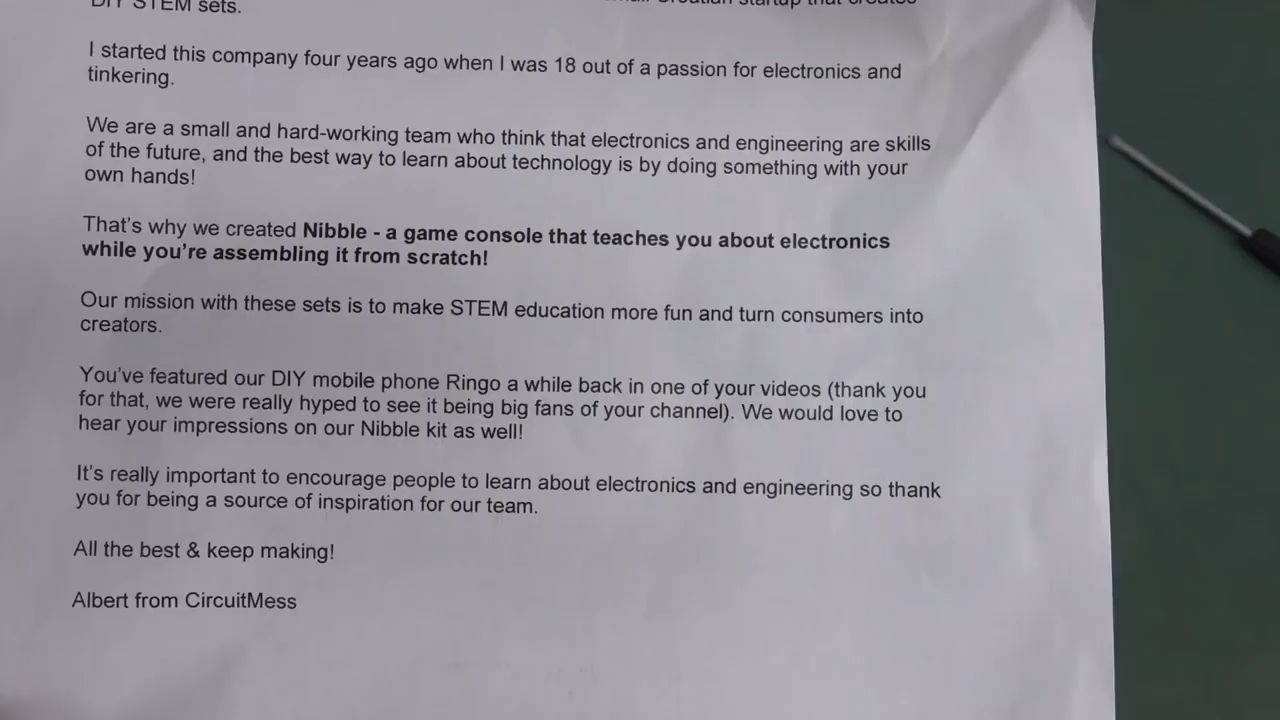 startup that creates
DIY STEM sets.
I started this company four years ago when I was 18 out of a passion for electronics and
tinkering.
We are a small and hard-working team who think that electronics and engineering are skills
of the future, and the best way to learn about technology is by doing something with your
own hands!
That's why we created Nibble - a game console that teaches you about electronics
while you're assembling it from scratch!
Our mission with these sets is to make STEM education more fun and turn consumers into
creators.
You've featured our DIY mobile phone Ringo a while back in one of your videos (thank you
for that, we were really hyped to see it being big fans of your channel). We would love to
hear your impressions on our Nibble kit as well!
It's really important to encourage people to learn about electronics and engineering so thank
you for being a source of inspiration for our team.
All the best & keep making!
Albert from CircuitMess